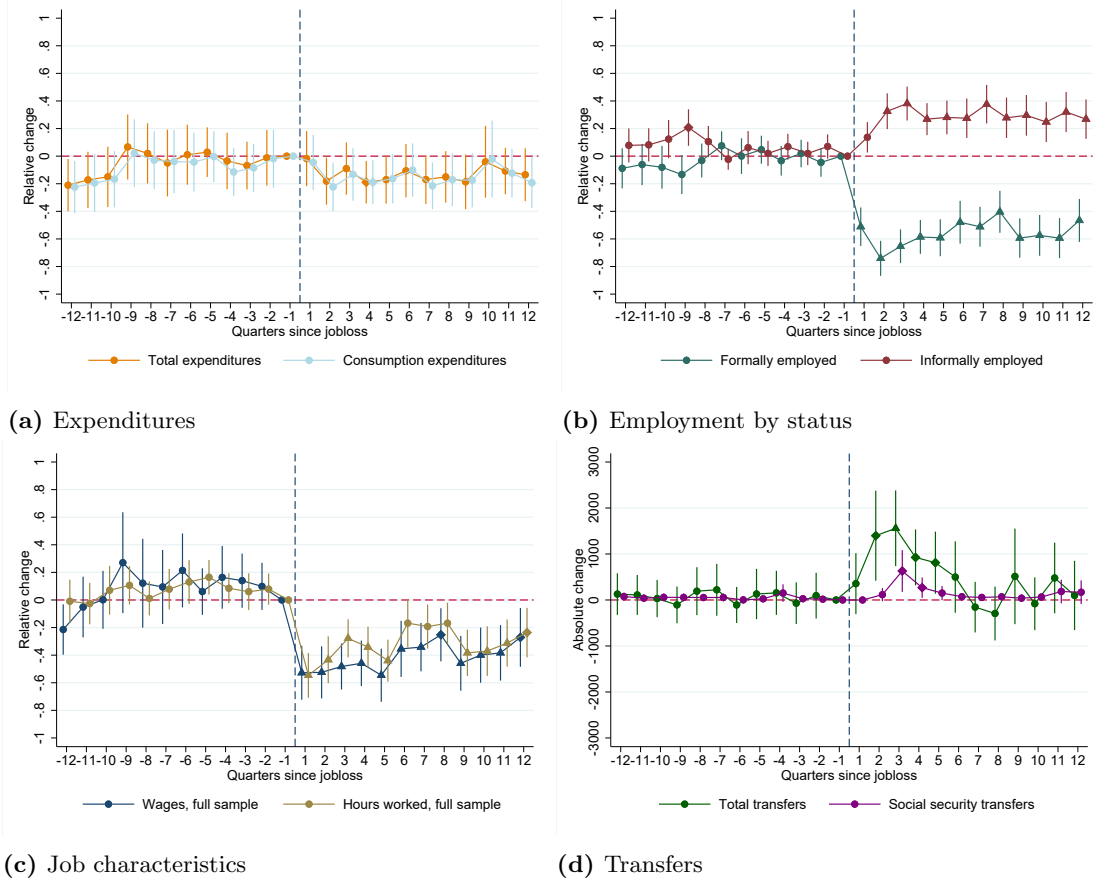 1
.8
.6
.4
.2
0
-.2
-.4
-.6
-.8
-1
Relative change
-12 -11 -10 -9 -8 -7 -6 -5 -4 -3 -2 -1 1 2 3 4 5 6 7 8 9 10 11 12
Quarters since jobloss
Total expenditures Consumption expenditures
(a) Expenditures
1
.8
.6
.4
.2
0
-.2
-.4
-.6
-.8
-1
Relative change
-12 -11 -10 -9 -8 -7 -6 -5 -4 -3 -2 -1 1 2 3 4 5 6 7 8 9 10 11 12
Quarters since jobloss
Formally employed Informally employed
(b) Employment by status
1
.8
.6
.4
.2
0
-.2
-.4
-.6
-.8
-1
Relative change
-12 -11 -10 -9 -8 -7 -6 -5 -4 -3 -2 -1 1 2 3 4 5 6 7 8 9 10 11 12
Quarters since jobloss
Wages, full sample Hours worked, full sample
(c) Job characteristics
3000
2000
1000
0
-1000
-2000
-3000
Absolute change
-12 -11 -10 -9 -8 -7 -6 -5 -4 -3 -2 -1 1 2 3 4 5 6 7 8 9 10 11 12
Quarters since jobloss
Total transfers Social security transfers
(d) Transfers